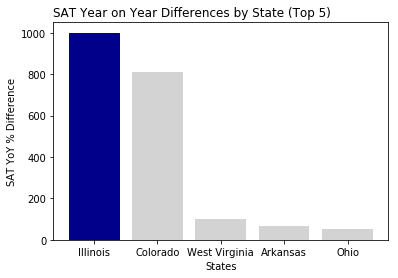 SAT Year on Year Differences by State (Top 5)
SAT YoY % Difference
1000
800
600
400
200
0
Illinois Colorado West Virginia Arkansas Ohio
States